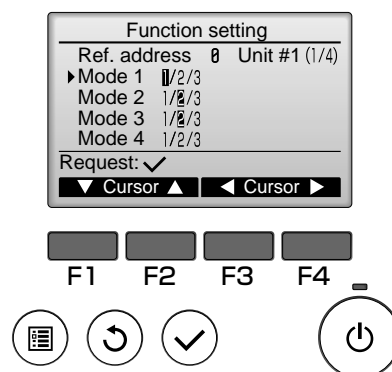 Function setting
Ref. address 0 Unit #1 (1/4)
Mode 1 1/2/3
Mode 2 1/2/3
Mode 3 1/2/3
Mode 4 1/2/3
Request:
Cursor Cursor
F1 F2 F3 F4